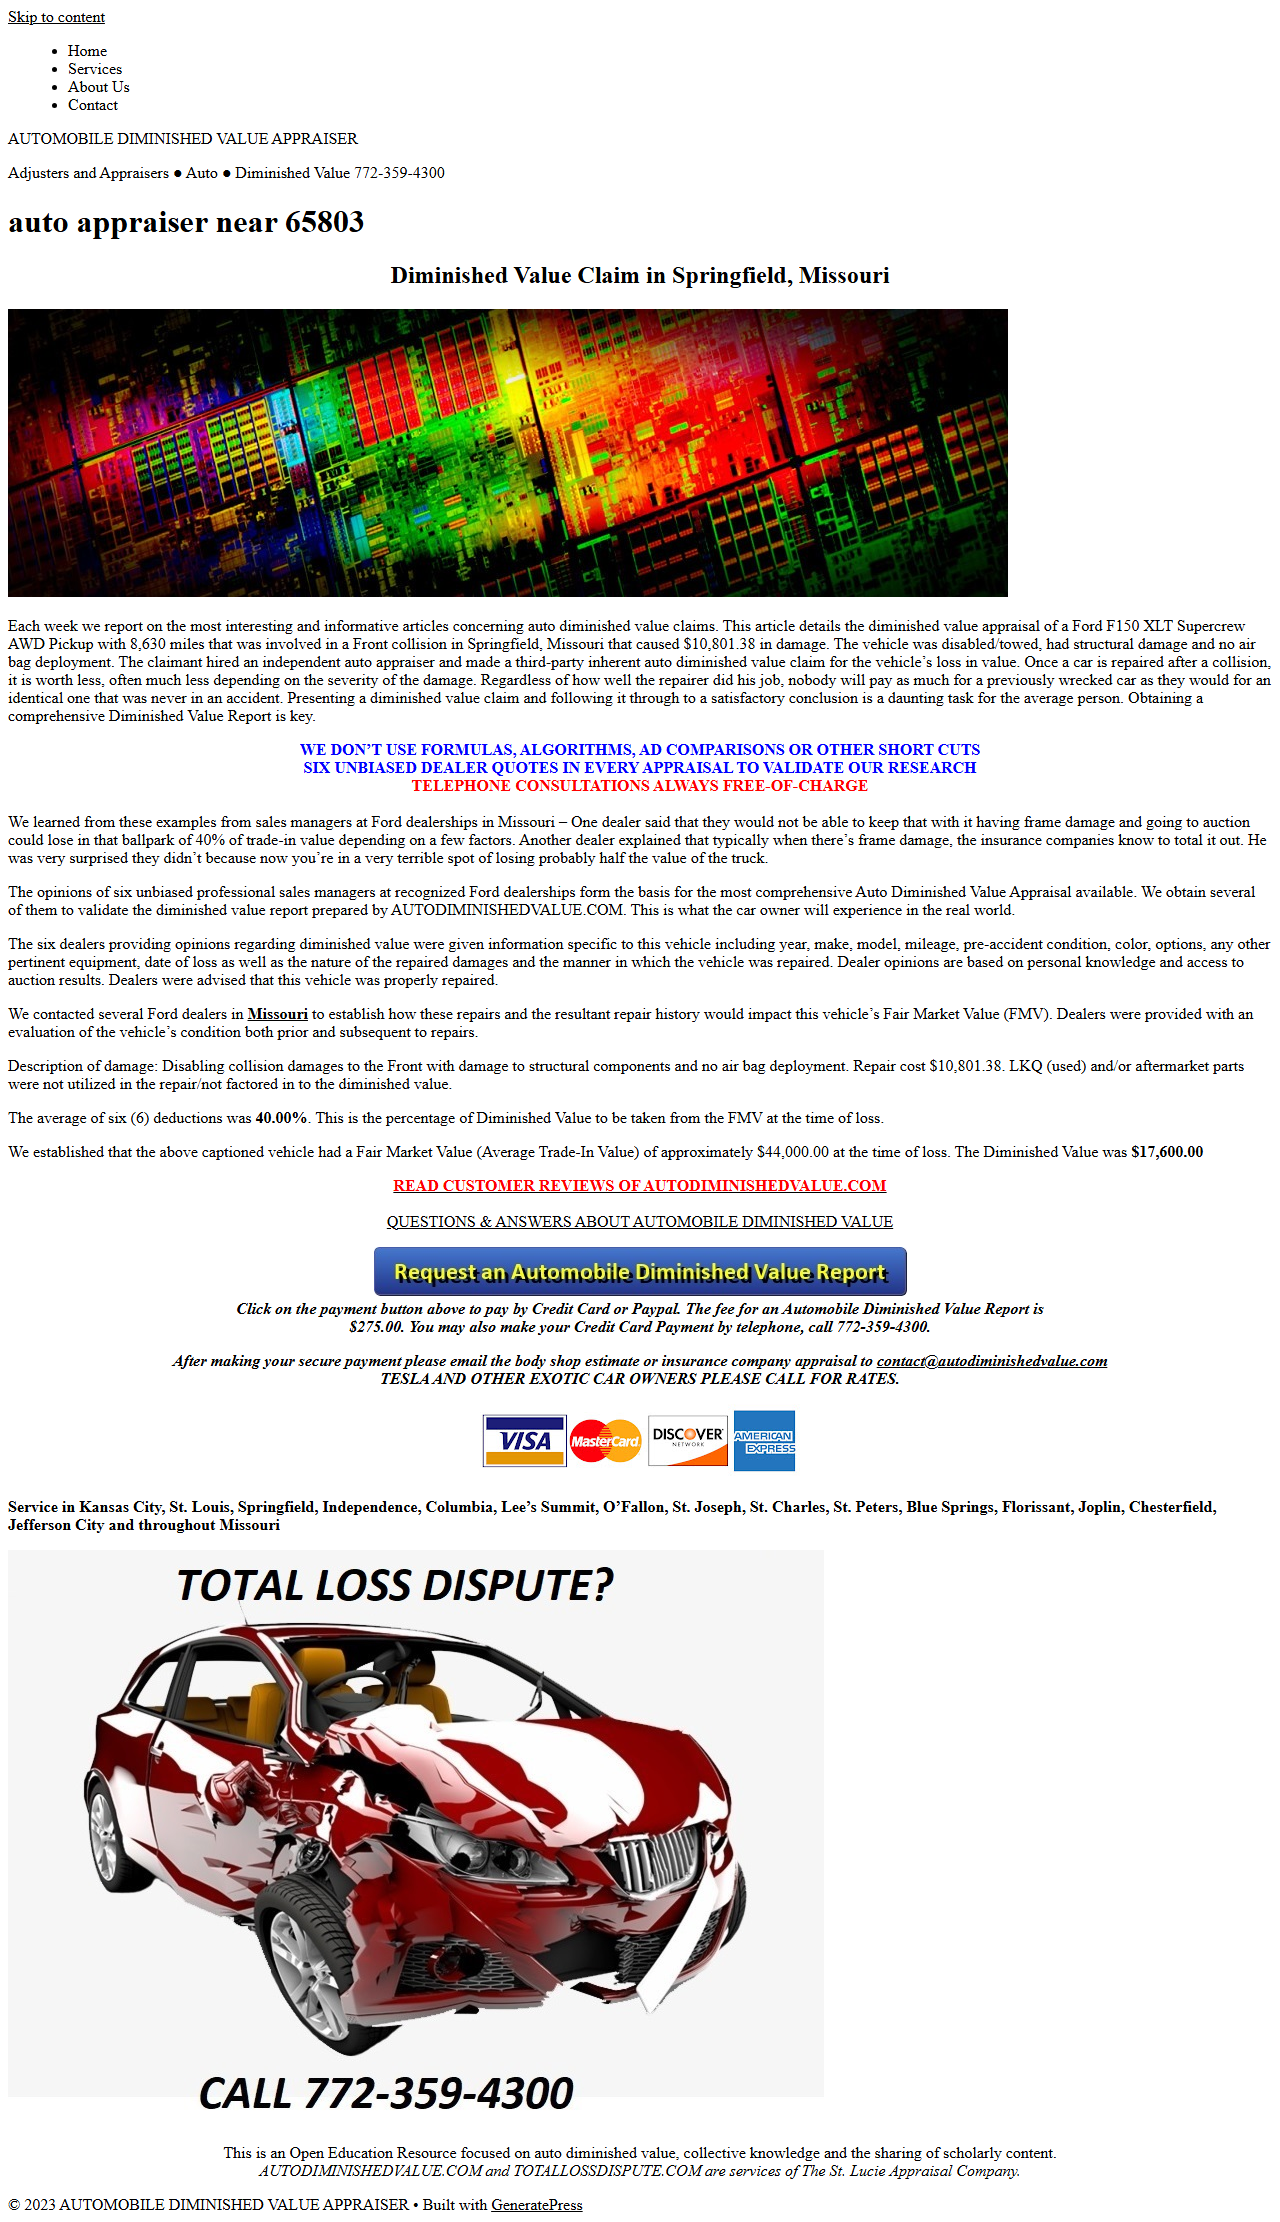 Skip to content
Home
Services
About Us
Contact
AUTOMOBILE DIMINISHED VALUE APPRAISER
Adjusters and Appraisers ● Auto ● Diminished Value 772-359-4300
auto appraiser near 65803
Diminished Value Claim in Springfield, Missouri
Each week we report on the most interesting and informative articles concerning auto diminished value claims. This article details the diminished value appraisal of a Ford F150 XLT Supercrew
AWD Pickup with 8,630 miles that was involved in a Front collision in Springfield, Missouri that caused $10,801.38 in damage. The vehicle was disabled/towed, had structural damage and no air
bag deployment. The claimant hired an independent auto appraiser and made a third-party inherent auto diminished value claim for the vehicle’s loss in value. Once a car is repaired after a collision,
it is worth less, often much less depending on the severity of the damage. Regardless of how well the repairer did his job, nobody will pay as much for a previously wrecked car as they would for an
identical one that was never in an accident. Presenting a diminished value claim and following it through to a satisfactory conclusion is a daunting task for the average person. Obtaining a
comprehensive Diminished Value Report is key.
WE DON’T USE FORMULAS, ALGORITHMS, AD COMPARISONS OR OTHER SHORT CUTS
SIX UNBIASED DEALER QUOTES IN EVERY APPRAISAL TO VALIDATE OUR RESEARCH
TELEPHONE CONSULTATIONS ALWAYS FREE-OF-CHARGE
We learned from these examples from sales managers at Ford dealerships in Missouri – One dealer said that they would not be able to keep that with it having frame damage and going to auction
could lose in that ballpark of 40% of trade-in value depending on a few factors. Another dealer explained that typically when there’s frame damage, the insurance companies know to total it out. He
was very surprised they didn’t because now you’re in a very terrible spot of losing probably half the value of the truck.
The opinions of six unbiased professional sales managers at recognized Ford dealerships form the basis for the most comprehensive Auto Diminished Value Appraisal available. We obtain several
of them to validate the diminished value report prepared by AUTODIMINISHEDVALUE.COM. This is what the car owner will experience in the real world.
The six dealers providing opinions regarding diminished value were given information specific to this vehicle including year, make, model, mileage, pre-accident condition, color, options, any other
pertinent equipment, date of loss as well as the nature of the repaired damages and the manner in which the vehicle was repaired. Dealer opinions are based on personal knowledge and access to
auction results. Dealers were advised that this vehicle was properly repaired.
We contacted several Ford dealers in Missouri to establish how these repairs and the resultant repair history would impact this vehicle’s Fair Market Value (FMV). Dealers were provided with an
evaluation of the vehicle’s condition both prior and subsequent to repairs.
Description of damage: Disabling collision damages to the Front with damage to structural components and no air bag deployment. Repair cost $10,801.38. LKQ (used) and/or aftermarket parts
were not utilized in the repair/not factored in to the diminished value.
The average of six (6) deductions was 40.00%. This is the percentage of Diminished Value to be taken from the FMV at the time of loss.
We established that the above captioned vehicle had a Fair Market Value (Average Trade-In Value) of approximately $44,000.00 at the time of loss. The Diminished Value was $17,600.00
READ CUSTOMER REVIEWS OF AUTODIMINISHEDVALUE.COM
QUESTIONS & ANSWERS ABOUT AUTOMOBILE DIMINISHED VALUE
Request an Automobile Diminished Value Report
Click on the payment button above to pay by Credit Card or Paypal. The fee for an Automobile Diminished Value Report is
$275.00. You may also make your Credit Card Payment by telephone, call 772-359-4300.
After making your secure payment please email the body shop estimate or insurance company appraisal to contact@autodiminishedvalue.com
TESLA AND OTHER EXOTIC CAR OWNERS PLEASE CALL FOR RATES.
VISA MasterCard DISCOVER NETWORK AMERICAN EXPRESS
Service in Kansas City, St. Louis, Springfield, Independence, Columbia, Lee’s Summit, O’Fallon, St. Joseph, St. Charles, St. Peters, Blue Springs, Florissant, Joplin, Chesterfield,
Jefferson City and throughout Missouri
TOTAL LOSS DISPUTE?
CALL 772-359-4300
This is an Open Education Resource focused on auto diminished value, collective knowledge and the sharing of scholarly content.
AUTODIMINISHEDVALUE.COM and TOTALLOSSDISPUTE.COM are services of The St. Lucie Appraisal Company.
© 2023 AUTOMOBILE DIMINISHED VALUE APPRAISER • Built with GeneratePress